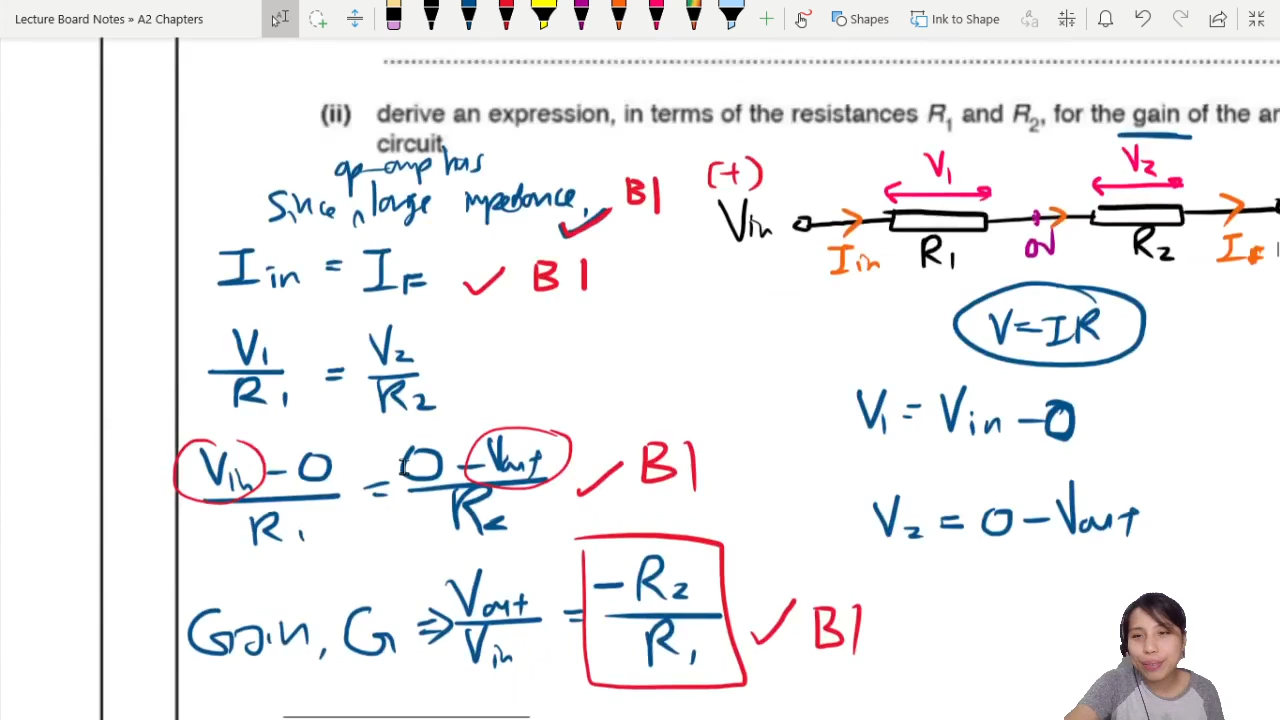 Lecture Board Notes » A2 Chapters
Shapes
Ink to Shape
(ii) derive an expression, in terms of the resistances R1 and R2, for the gain of the
circuit.
op-amp has
Since ^ large impedance, B1
Iin = IF ✓ B1
V1/R1 = V2/R2
Vin - 0/R1 = 0 - Vout/R2 ✓ B1
Gain, G ⇒ Vout/Vin = -R2/R1 ✓ B1
(+)
Vin
V1
V2
Iin
R1
0V
R2
IF
V=IR
V1 = Vin - 0
V2 = 0 - Vout